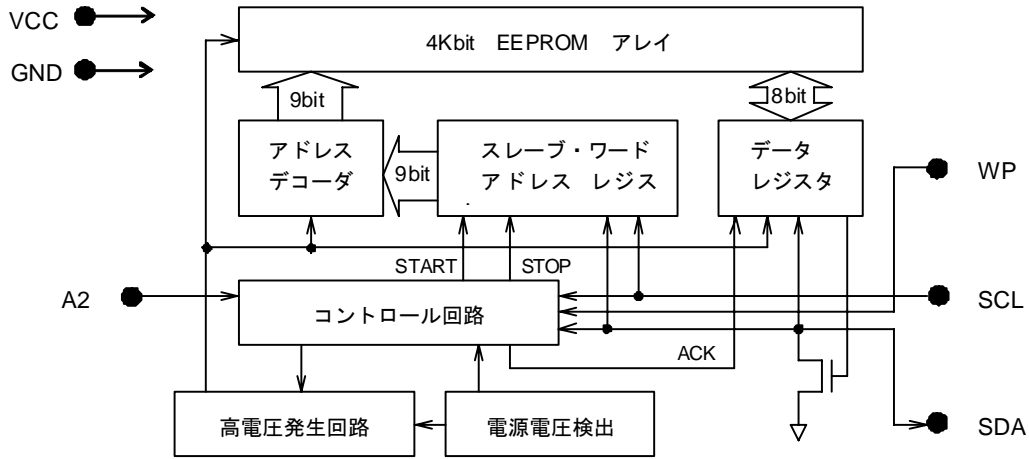 VCC
4Kbit EEPROM アレイ
GND
9bit
8bit
アドレス
デコーダ
9bit
スレーブ・ワード
アドレス レジス
データ
レジスタ
WP
START
STOP
A2
コントロール回路
SCL
ACK
高電圧発生回路
電源電圧検出
SDA